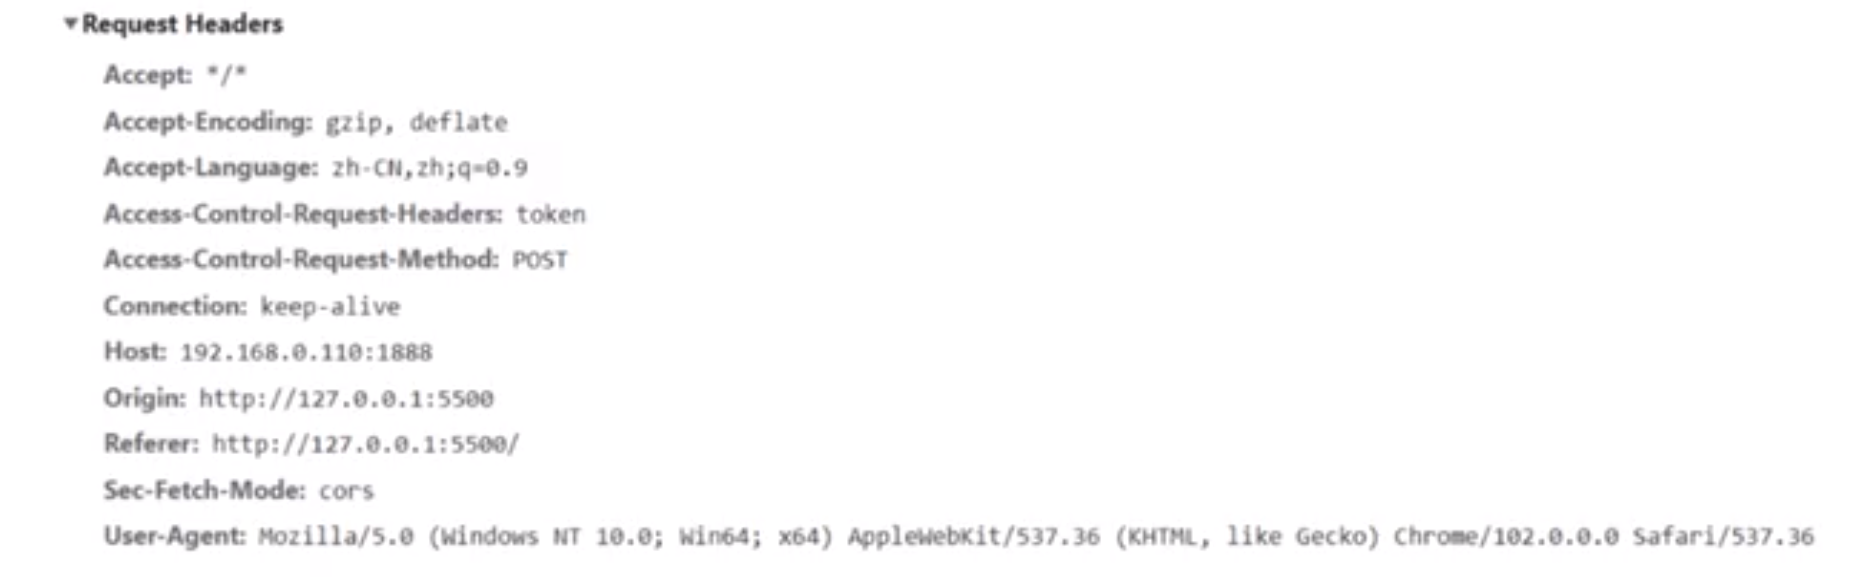 Request Headers
Accept: */*
Accept-Encoding: gzip, deflate
Accept-Language: zh-CN,zh;q=0.9
Access-Control-Request-Headers: token
Access-Control-Request-Method: POST
Connection: keep-alive
Host: 192.168.0.110:1888
Origin: http://127.0.0.1:5500
Referer: http://127.0.0.1:5500/
Sec-Fetch-Mode: cors
User-Agent: Mozilla/5.0 (Windows NT 10.0; Win64; x64) AppleWebKit/537.36 (KHTML, like Gecko) Chrome/102.0.0.0 Safari/537.36